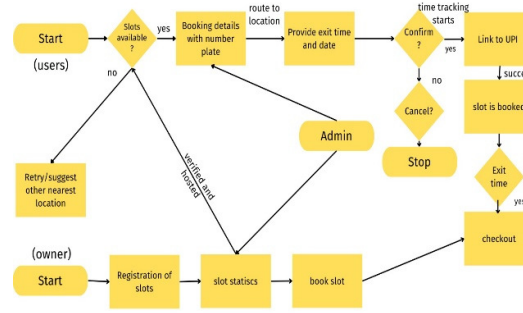 time tracking
starts
Slots
available
?
yes
Booking details
with number
plate
route to
location
Provide exit time
and date
Confirm
?
yes
Link to UPI
Start
(users)
no
no
succe
Cancel?
slot is booked
Admin
Stop
Retry/suggest
other nearest
location
verified and
hosted
Exit
time
yes
(owner)
checkout
Start
Registration of
slots
slot statiscs
book slot